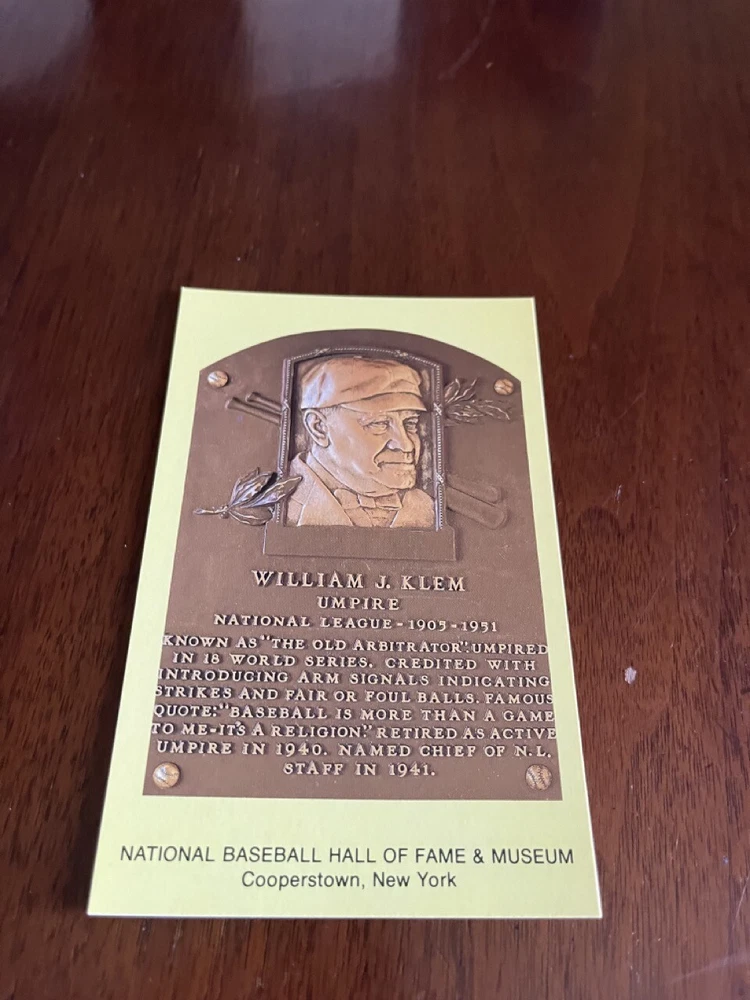 WILLIAM J. KLEM
UMPIRE
NATIONAL LEAGUE-1905-1951
KNOWN AS "THE OLD ARBITRATOR". UMPIRED
IN 18 WORLD SERIES. CREDITED WITH
INTRODUCING ARM SIGNALS INDICATING
STRIKES AND FAIR OR FOUL BALLS. FAMOUS
QUOTE: "BASEBALL IS MORE THAN A GAME
TO ME-IT'S A RELIGION." RETIRED AS ACTIVE
UMPIRE IN 1940. NAMED CHIEF OF N.L.
STAFF IN 1941.
NATIONAL BASEBALL HALL OF FAME & MUSEUM
Cooperstown, New York